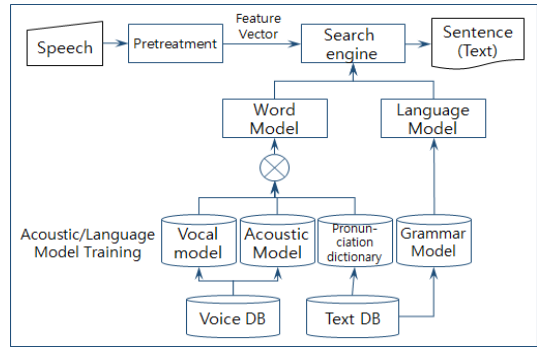 Speech
Pretreatment
Feature
Vector
Search
engine
Sentence
(Text)
Word
Model
Language
Model
Acoustic/Language
Model Training
Vocal
model
Acoustic
Model
Pronun-
ciation
dictionary
Grammar
Model
Voice DB
Text DB